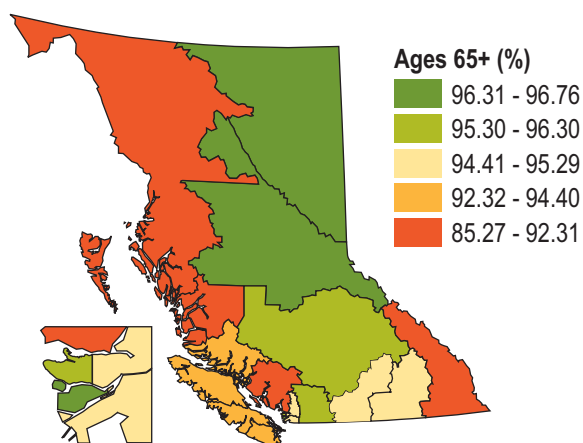 Ages 65+ (%)
96.31 - 96.76
95.30 - 96.30
94.41 - 95.29
92.32 - 94.40
85.27 - 92.31